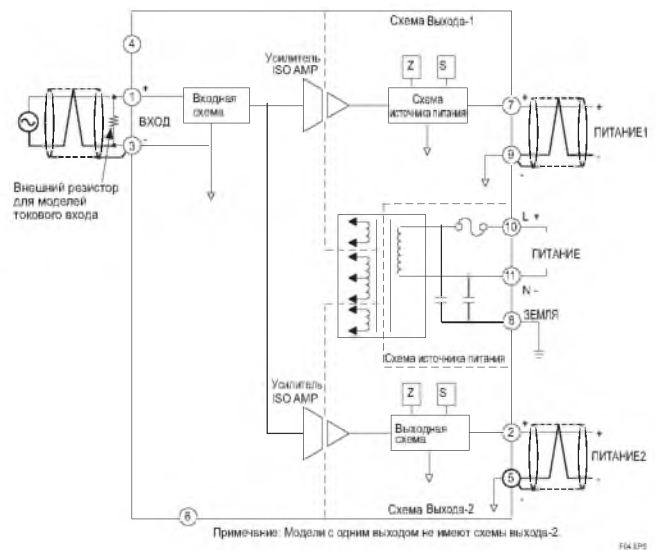 Схема Выхода-1
4
Усилитель
ISO AMP
Z S
1 +
Входная
схема
ВХОД
3 -
Схема
источника питания
7 + +
ПИТАНИЕ1
9 - -
Внешний резистор
для моделей
токового входа
L +
10
ПИТАНИЕ
11
N -
8 ЗЕМЛЯ
Схема источника питания
Усилитель
ISO AMP
Z S
Выходная
схема
2 + +
ПИТАНИЕ2
5 - -
6
Схема Выхода-2
Примечание: Модели с одним выходом не имеют схемы выхода-2.
F04.EPS